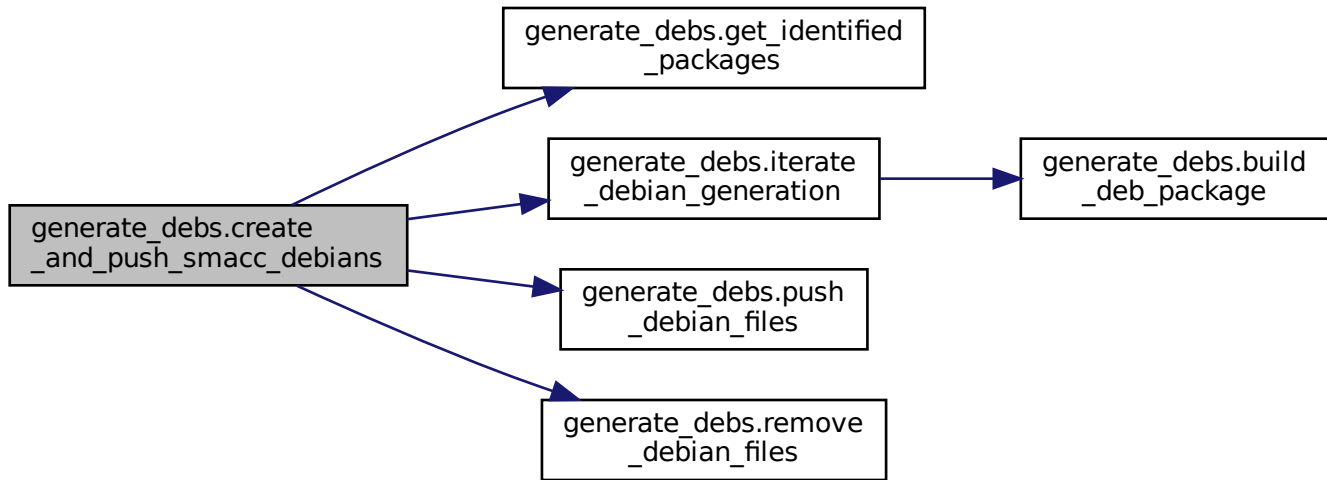 generate_debs.get_identified
_packages
generate_debs.iterate
_debian_generation
generate_debs.build
_deb_package
generate_debs.create
_and_push_smacc_debians
generate_debs.push
_debian_files
generate_debs.remove
_debian_files